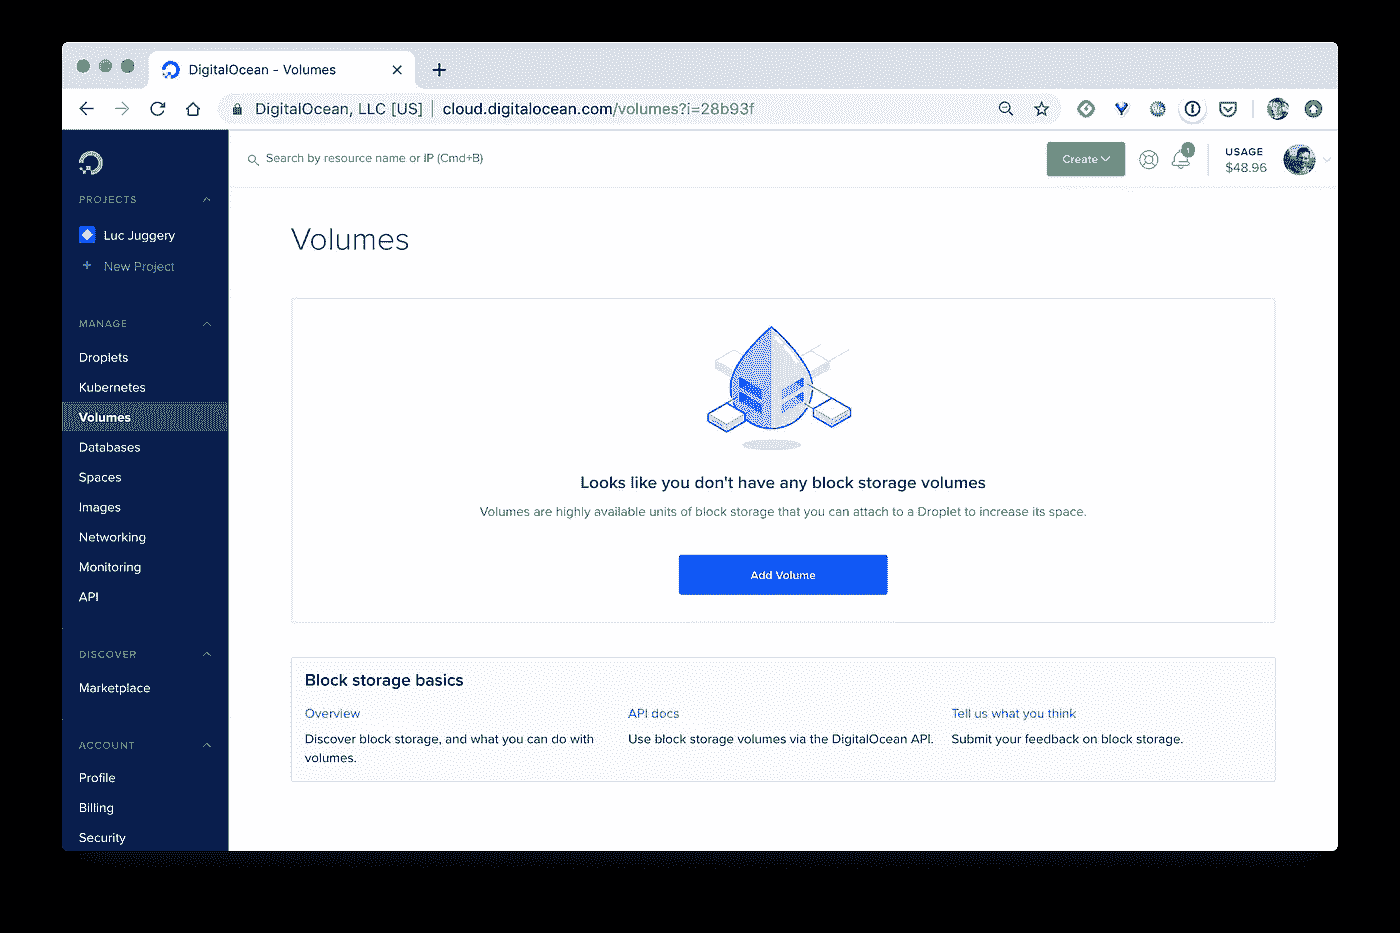 DigitalOcean - Volumes
DigitalOcean, LLC [US] | cloud.digitalocean.com/volumes?i=28b93f
Search by resource name or IP (Cmd+B)
Create
1
USAGE
$48.96
PROJECTS
Luc Juggery
+ New Project
MANAGE
Droplets
Kubernetes
Volumes
Databases
Spaces
Images
Networking
Monitoring
API
DISCOVER
Marketplace
ACCOUNT
Profile
Billing
Security
Volumes
Looks like you don't have any block storage volumes
Volumes are highly available units of block storage that you can attach to a Droplet to increase its space.
Add Volume
Block storage basics
Overview
Discover block storage, and what you can do with
volumes.
API docs
Use block storage volumes via the DigitalOcean API.
Tell us what you think
Submit your feedback on block storage.